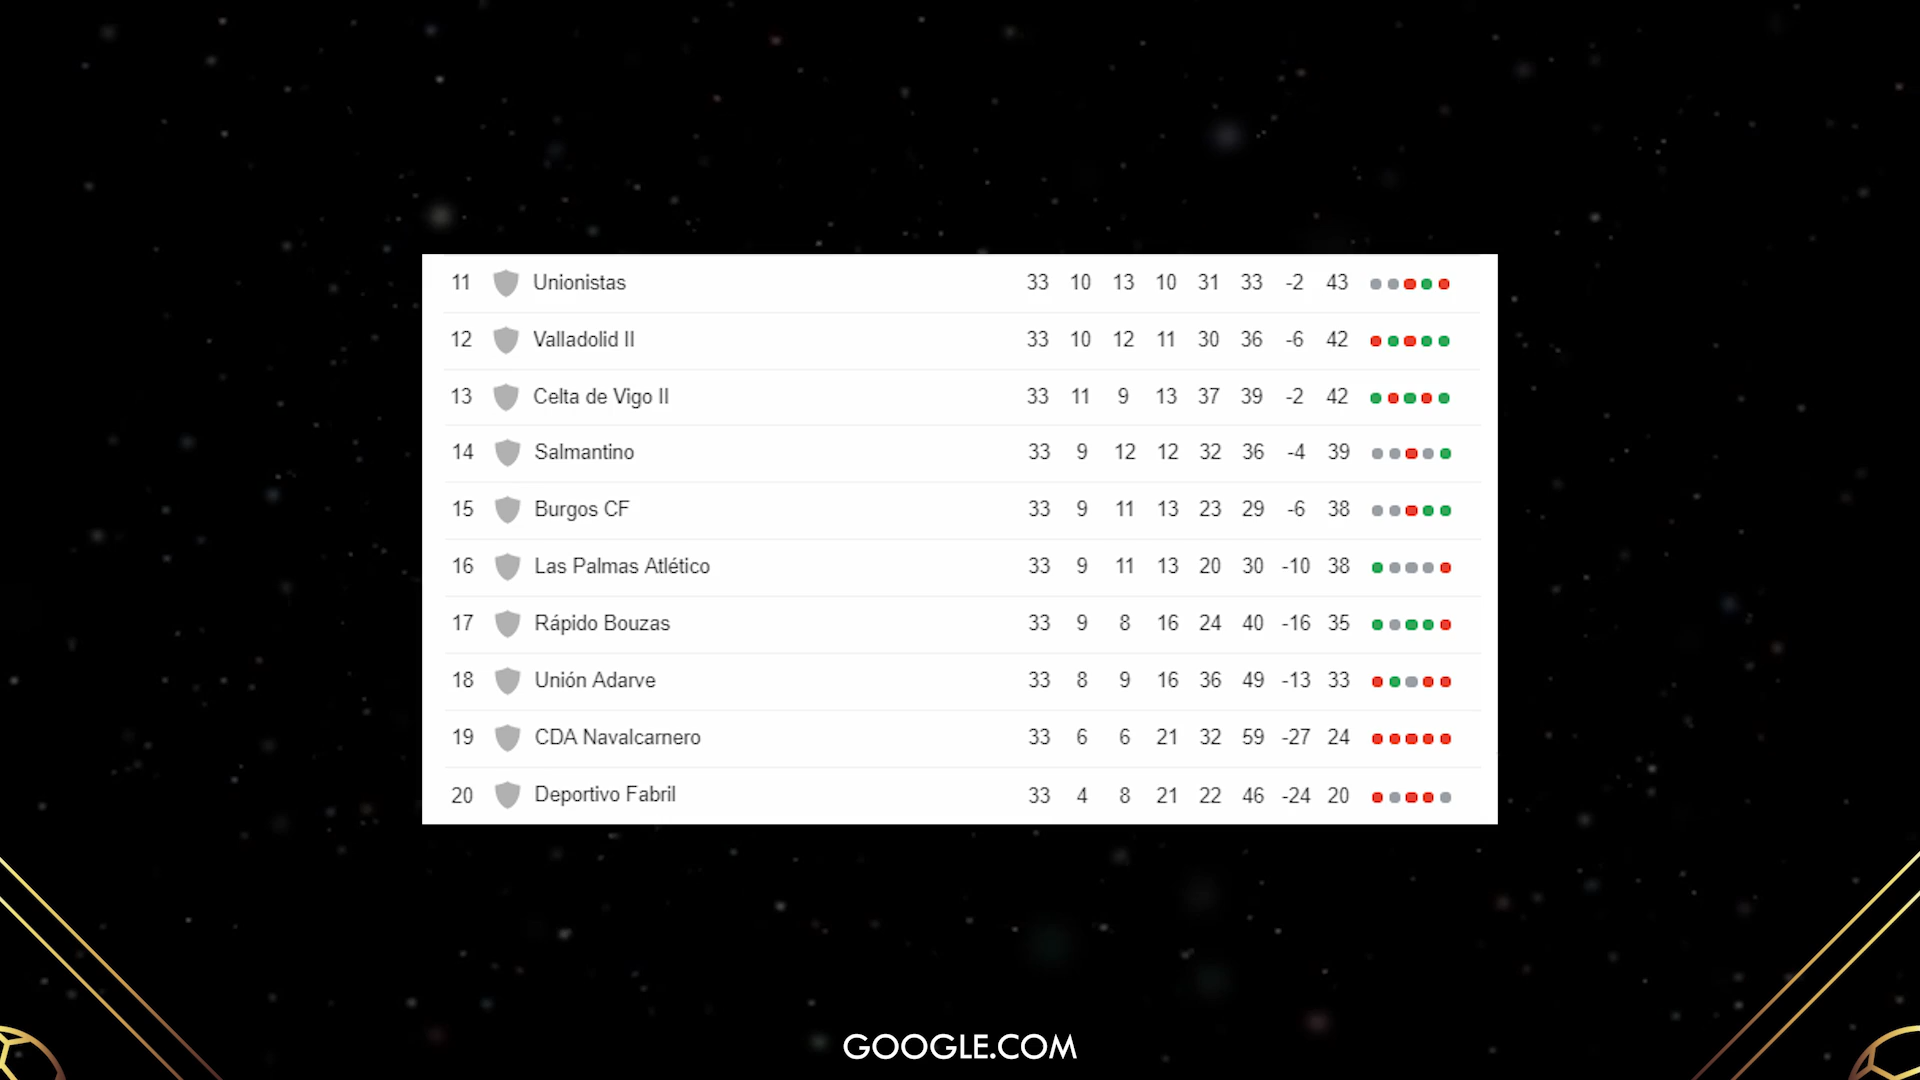 11 Unionistas 33 10 13 10 31 33 -2 43
12 Valladolid II 33 10 12 11 30 36 -6 42
13 Celta de Vigo II 33 11 9 13 37 39 -2 42
14 Salmantino 33 9 12 12 32 36 -4 39
15 Burgos CF 33 9 11 13 23 29 -6 38
16 Las Palmas Atlético 33 9 11 13 20 30 -10 38
17 Rápido Bouzas 33 9 8 16 24 40 -16 35
18 Unión Adarve 33 8 9 16 36 49 -13 33
19 CDA Navalcarnero 33 6 6 21 32 59 -27 24
20 Deportivo Fabril 33 4 8 21 22 46 -24 20
GOOGLE.COM